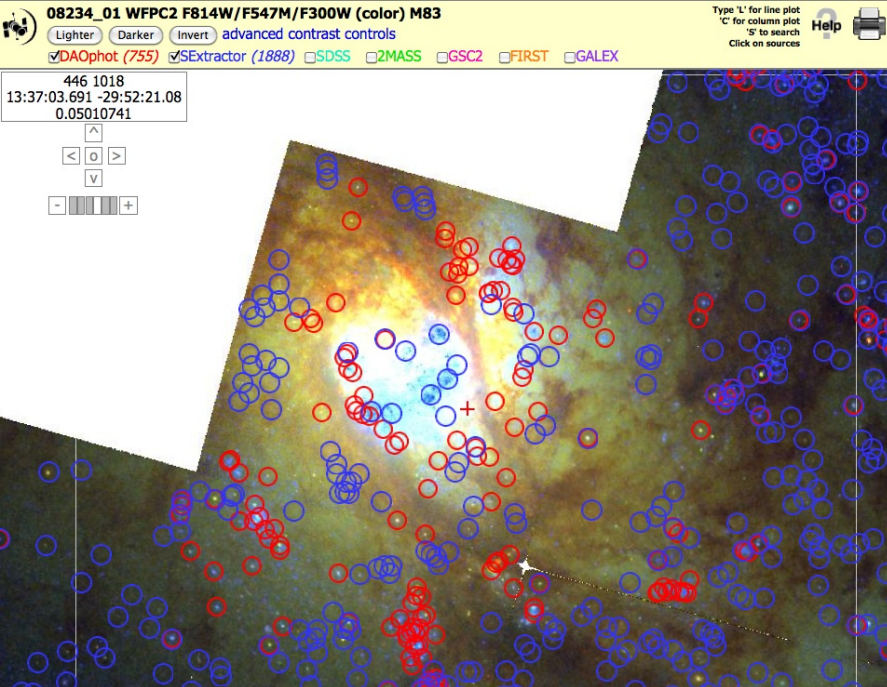 08234_01 WFPC2 F814W/F547M/F300W (color) M83
Lighter Darker Invert advanced contrast controls
DAOphot (755) SExtractor (1888) SDSS 2MASS GSC2 FIRST GALEX
Type 'L' for line plot
'C' for column plot
'S' to search
Click on sources
Help
446 1018
13:37:03.691 -29:52:21.08
0.05010741
^
< o >
v
- +